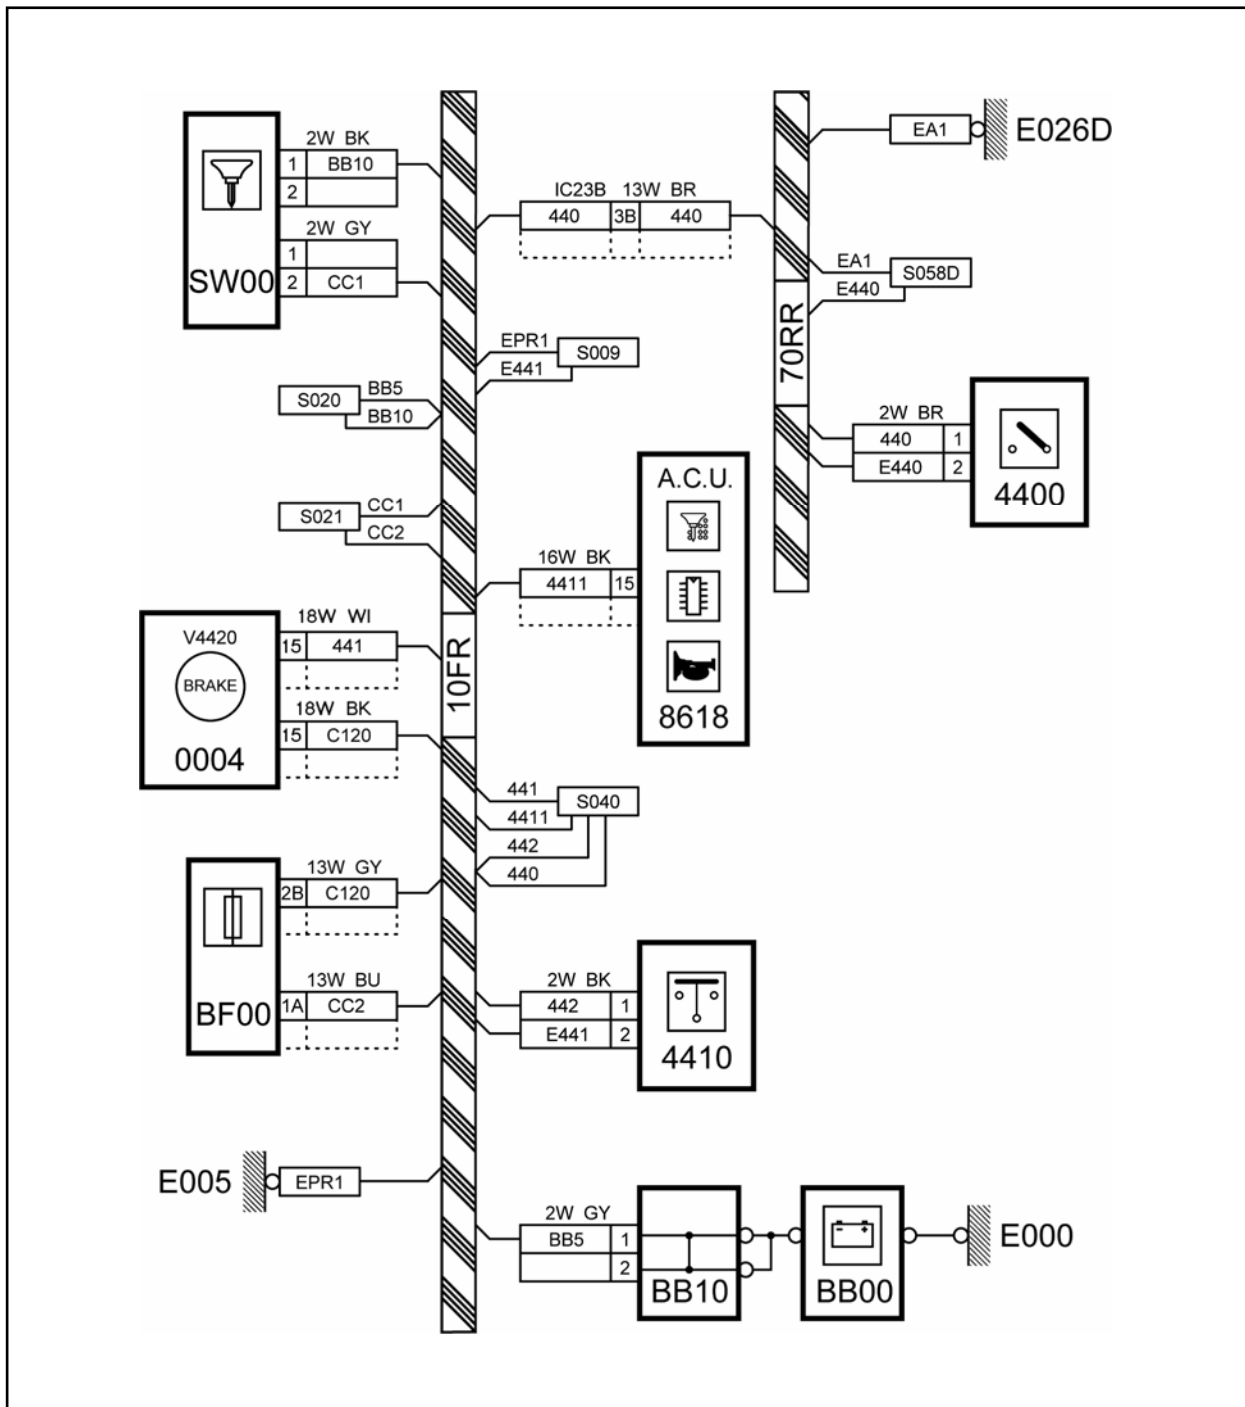 2W BK
1 BB10
2
2W GY
1
2 CC1
SW00
EA1 E026D
IC23B 13W BR
440 3B 440
EA1
S058D
E440
70RR
EPR1
S009
E441
BB5
S020
BB10
2W BR
440 1
E440 2
4400
CC1
S021
CC2
A.C.U.
16W BK
4411 15
8618
18W WI
V4420
15 441
BRAKE
18W BK
15 C120
0004
10FR
441
S040
4411
442
440
13W GY
2B C120
13W BU
1A CC2
BF00
2W BK
442 1
E441 2
4410
E005 EPR1
2W GY
BB5 1
2
BB10
BB00
E000